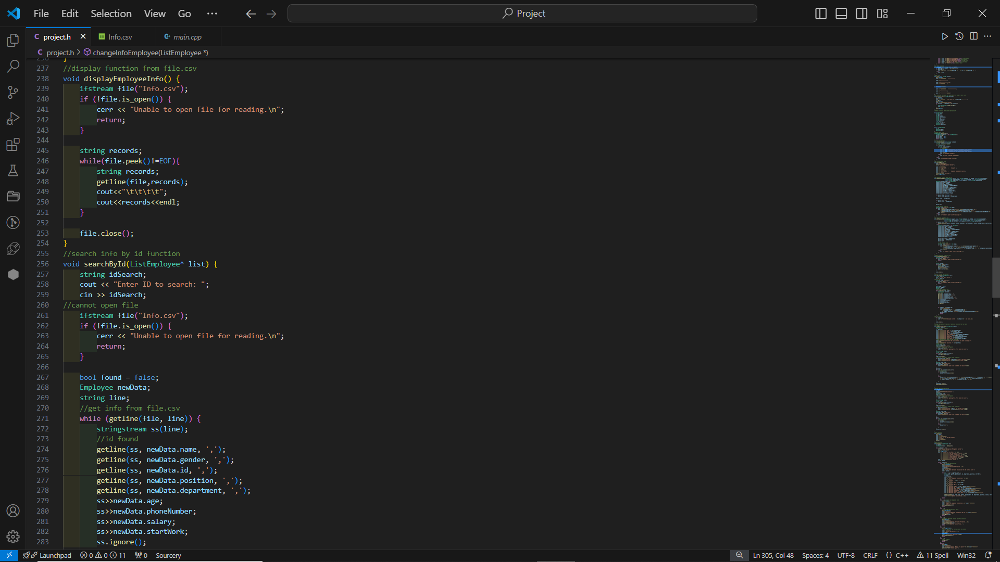 File Edit Selection View Go ··· Project
project.h Info.csv main.cpp
project.h > changeInfoEmployee(ListEmployee *)
236 }
237 //display function from file.csv
238 void displayEmployeeInfo() {
239 ifstream file("Info.csv");
240 if (!file.is_open()) {
241 cerr << "Unable to open file for reading.\n";
242 return;
243 }
244
245 string records;
246 while(file.peek()!=EOF){
247 string records;
248 getline(file,records);
249 cout<<"\t\t\t\t";
250 cout<<records<<endl;
251 }
252
253 file.close();
254 }
255 //search info by id function
256 void searchById(ListEmployee* list) {
257 string idSearch;
258 cout << "Enter ID to search: ";
259 cin >> idSearch;
260 //cannot open file
261 ifstream file("Info.csv");
262 if (!file.is_open()) {
263 cerr << "Unable to open file for reading.\n";
264 return;
265 }
266
267 bool found = false;
268 Employee newData;
269 string line;
270 //get info from file.csv
271 while (getline(file, line)) {
272 stringstream ss(line);
273 //id found
274 getline(ss, newData.name, ',');
275 getline(ss, newData.gender, ',');
276 getline(ss, newData.id, ',');
277 getline(ss, newData.position, ',');
278 getline(ss, newData.department, ',');
279 ss>>newData.age;
280 ss>>newData.phoneNumber;
281 ss>>newData.salary;
282 ss>>newData.startWork;
283 ss.ignore();
Launchpad 0 0 11 0 Sourcery Ln 305, Col 48 Spaces: 4 UTF-8 CRLF {} C++ 11 Spell Win32